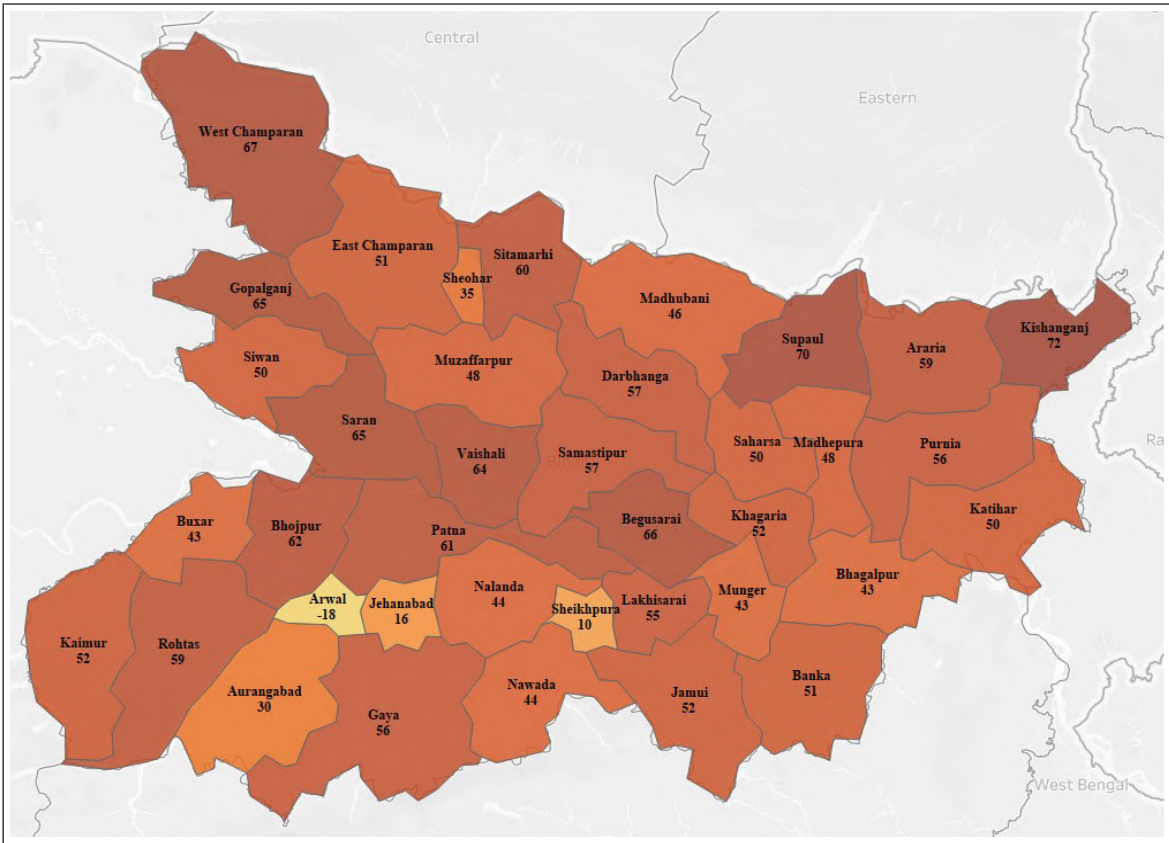 Central
Eastern
West Champaran
67
East Champaran
51
Sheohar
35
Sitamarhi
60
Gopalganj
65
Madhubani
46
Supaul
70
Araria
59
Kishanganj
72
Siwan
50
Muzaffarpur
48
Darbhanga
57
Saran
65
Vaishali
64
Samastipur
57
Saharsa
50
Madhepura
48
Purnia
56
Buxar
43
Bhojpur
62
Patna
61
Begusarai
66
Khagaria
52
Katihar
50
Arwal
-18
Jehanabad
16
Nalanda
44
Sheikhpura
10
Lakhisarai
55
Munger
43
Bhagalpur
43
Kaimur
52
Rohtas
59
Aurangabad
30
Gaya
56
Nawada
44
Jamui
52
Banka
51
West Bengal